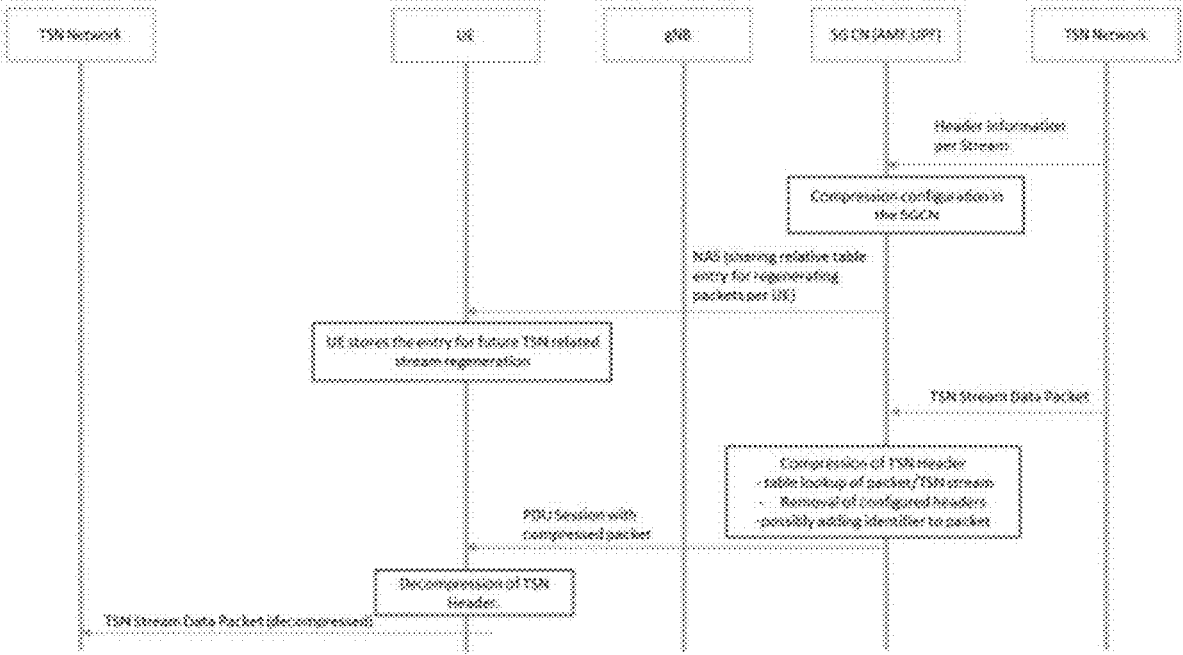 TSN Network
UE
gNB
5G CN (AMF, UPF)
TSN Network
Header information
per Stream
Compression configuration in
the 5GCN
NAS (sharing relative table
entry for regenerating
packets per UE)
UE stores the entry for future TSN related
stream regeneration
TSN Stream Data Packet
Compression of TSN Header
- table lookup of packet/TSN stream
- Removal of configured headers
-possibly adding identifier to packet
PDU Session with
compressed packet
Decompression of TSN
Header.
TSN Stream Data Packet (decompressed)